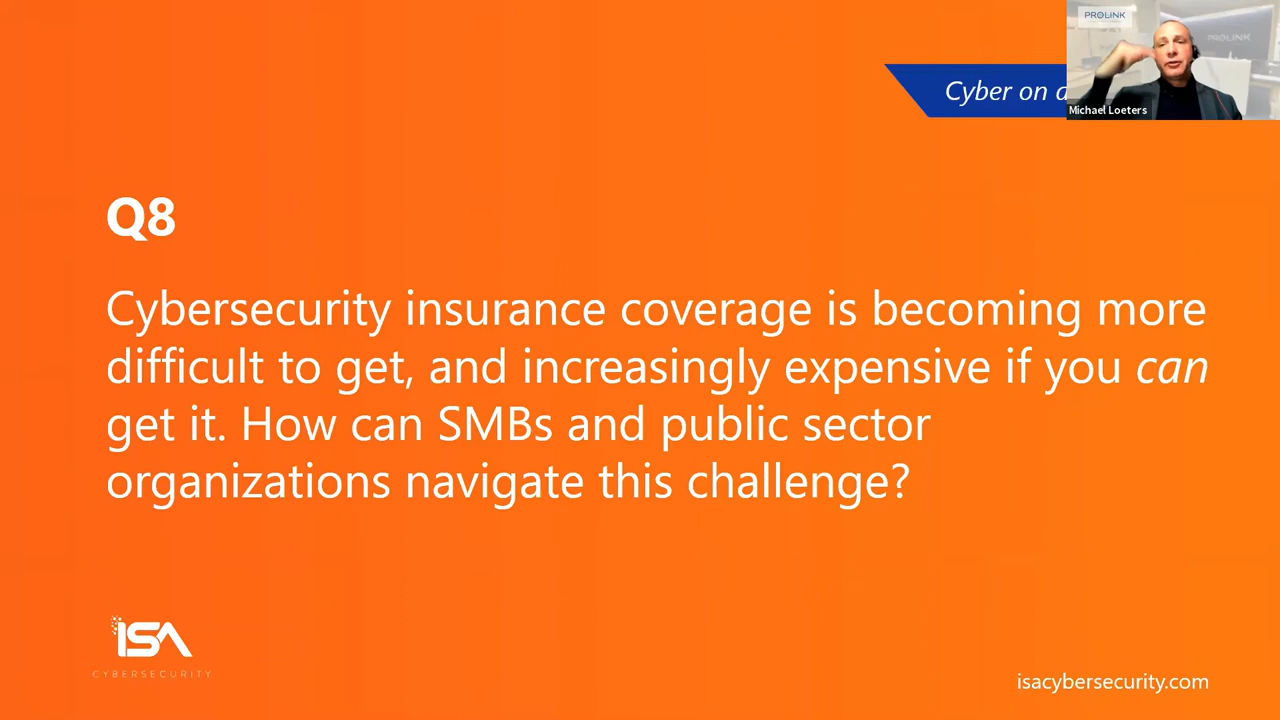 PROLINK
PROLINK
Cyber on a
Michael Loeters
Q8
Cybersecurity insurance coverage is becoming more
difficult to get, and increasingly expensive if you can
get it. How can SMBs and public sector
organizations navigate this challenge?
ISA
CYBERSECURITY
isacybersecurity.com